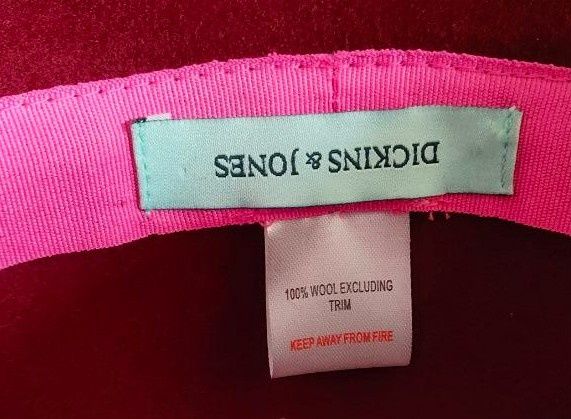 DICKINS & JONES
100% WOOL EXCLUDING
TRIM
KEEP AWAY FROM FIRE